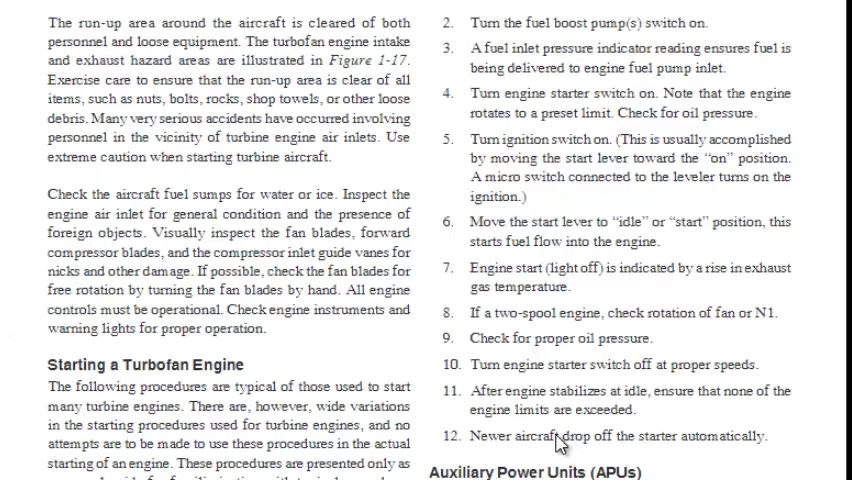 The run-up area around the aircraft is cleared of both
personnel and loose equipment. The turbofan engine intake
and exhaust hazard areas are illustrated in Figure 1-17.
Exercise care to ensure that the run-up area is clear of all
items, such as nuts, bolts, rocks, shop towels, or other loose
debris. Many very serious accidents have occurred involving
personnel in the vicinity of turbine engine air inlets. Use
extreme caution when starting turbine aircraft.
Check the aircraft fuel sumps for water or ice. Inspect the
engine air inlet for general condition and the presence of
foreign objects. Visually inspect the fan blades, forward
compressor blades, and the compressor inlet guide vanes for
nicks and other damage. If possible, check the fan blades for
free rotation by turning the fan blades by hand. All engine
controls must be operational. Check engine instruments and
warning lights for proper operation.
Starting a Turbofan Engine
The following procedures are typical of those used to start
many turbine engines. There are, however, wide variations
in the starting procedures used for turbine engines, and no
attempts are to be made to use these procedures in the actual
starting of an engine. These procedures are presented only as
2. Turn the fuel boost pump(s) switch on.
3. A fuel inlet pressure indicator reading ensures fuel is
being delivered to engine fuel pump inlet.
4. Turn engine starter switch on. Note that the engine
rotates to a preset limit. Check for oil pressure.
5. Turn ignition switch on. (This is usually accomplished
by moving the start lever toward the “on” position.
A micro switch connected to the leveler turns on the
ignition.)
6. Move the start lever to “idle” or “start” position, this
starts fuel flow into the engine.
7. Engine start (light off) is indicated by a rise in exhaust
gas temperature.
8. If a two-spool engine, check rotation of fan or N1.
9. Check for proper oil pressure.
10. Turn engine starter switch off at proper speeds.
11. After engine stabilizes at idle, ensure that none of the
engine limits are exceeded.
12. Newer aircraft drop off the starter automatically.
Auxiliary Power Units (APUs)